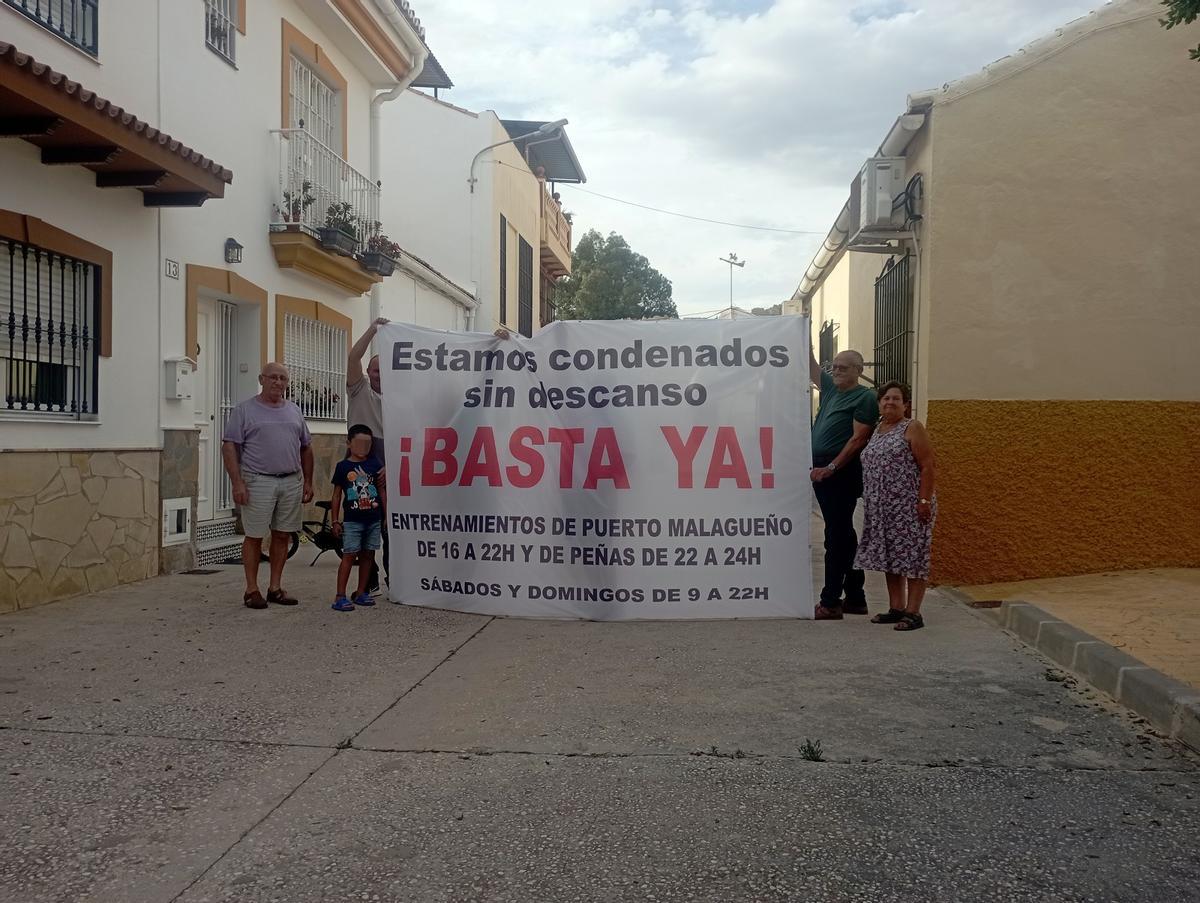 13
Estamos condenados
sin descanso
¡BASTA YA!
ENTRENAMIENTOS DE PUERTO MALAGUEÑO
DE 16 A 22H Y DE PEÑAS DE 22 A 24H
SÁBADOS Y DOMINGOS DE 9 A 22H